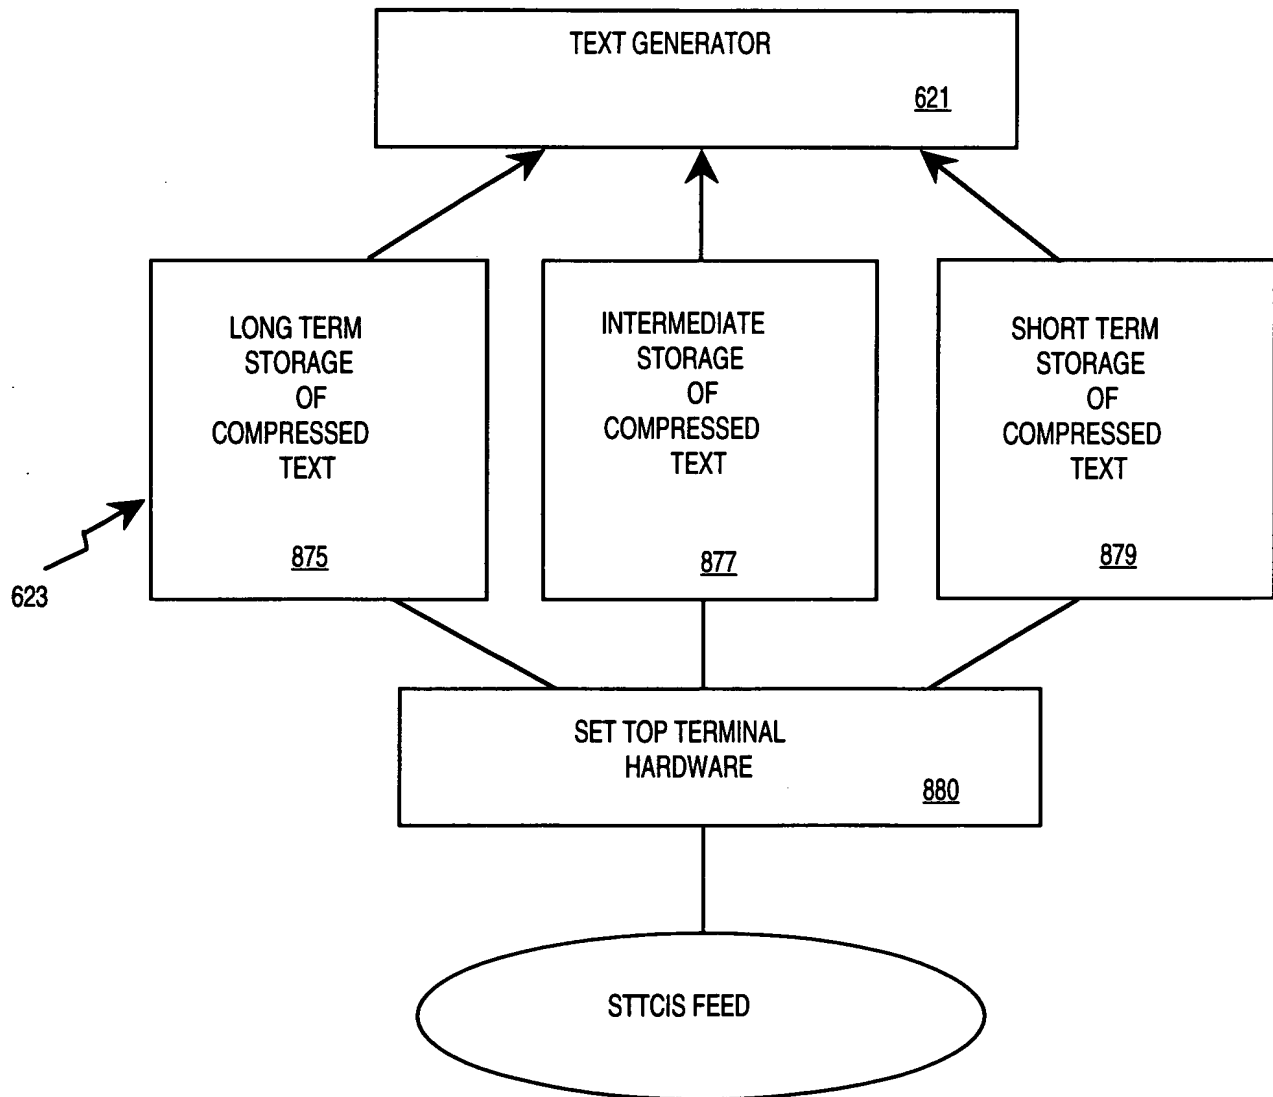 TEXT GENERATOR
621
LONG TERM
STORAGE
OF
COMPRESSED
TEXT
875
INTERMEDIATE
STORAGE
OF
COMPRESSED
TEXT
877
SHORT TERM
STORAGE
OF
COMPRESSED
TEXT
879
623
SET TOP TERMINAL
HARDWARE
880
STTCIS FEED